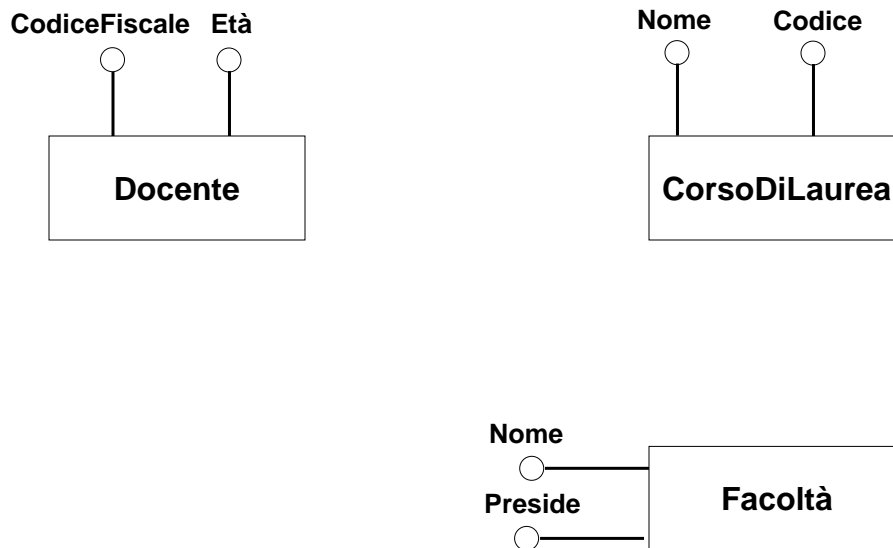 CodiceFiscale Età
Docente
Nome Codice
CorsoDiLaurea
Nome
Preside
Facoltà